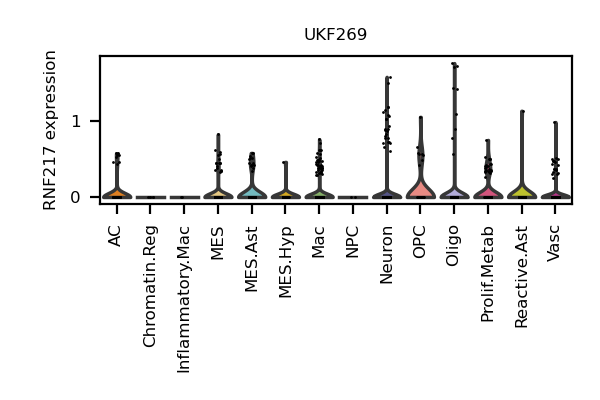 UKF269
RNF217 expression
1
0
AC
Chromatin.Reg
Inflammatory.Mac
MES
MES.Ast
MES.Hyp
Mac
NPC
Neuron
OPC
Oligo
Prolif.Metab
Reactive.Ast
Vasc